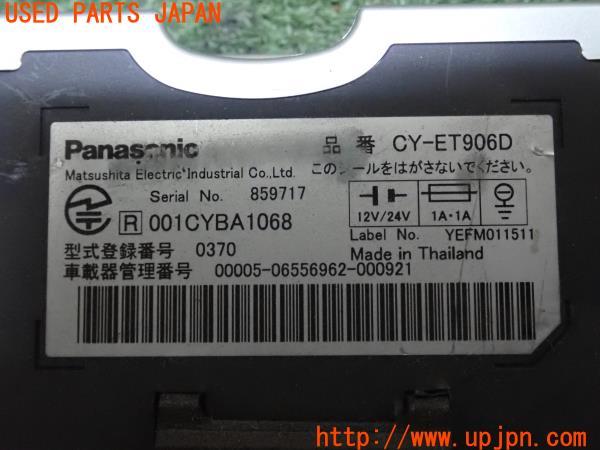 USED PARTS JAPAN
Panasonic
品番 CY-ET906D
Matsushita Electric Industrial Co.,Ltd.
このシールをはがさないでください。
Serial No. 859717
R 001CYBA1068
12V/24V
1A・1A
Label No. YEFM011511
型式登録番号 0370
Made in Thailand
車載器管理番号 00005-06556962-000921
USED PARTS JAPAN
http://www.upjpn.com/